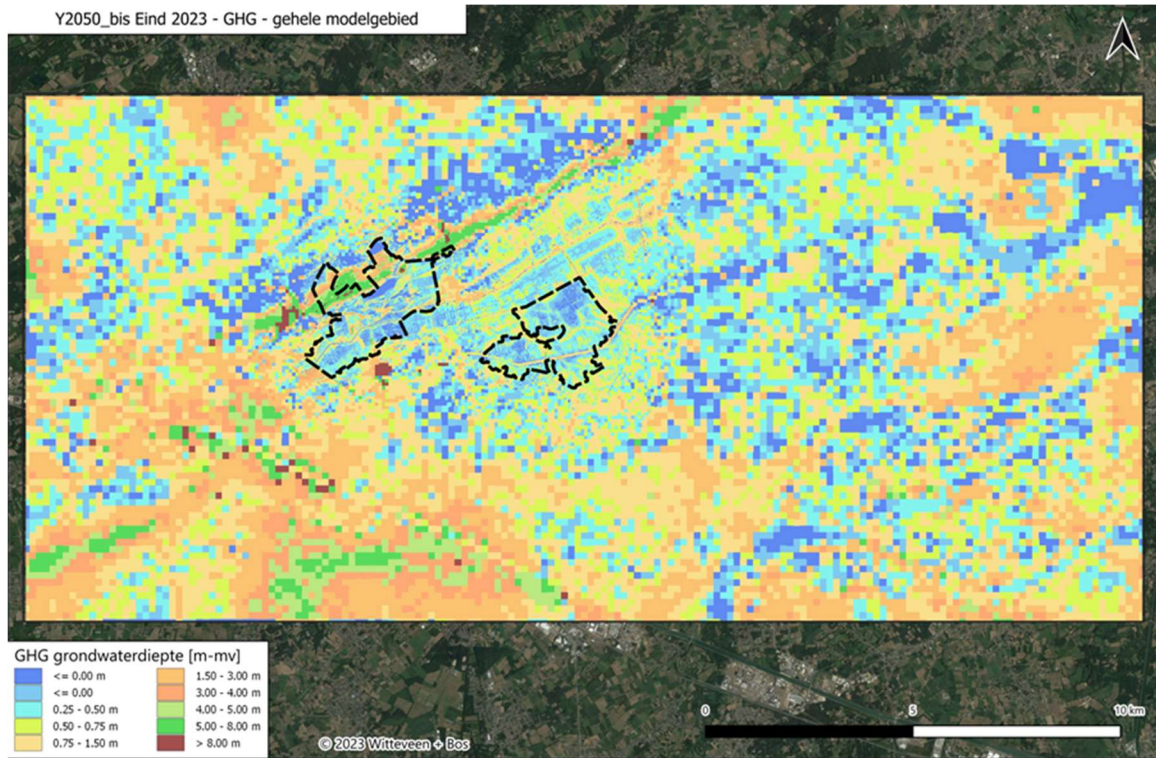 Y2050_bis Eind 2023 - GHG - gehele modelgebied
GHG grondwaterdiepte [m-mv]
<= 0.00 m
<= 0.00
0.25 - 0.50 m
0.50 - 0.75 m
0.75 - 1.50 m
1.50 - 3.00 m
3.00 - 4.00 m
4.00 - 5.00 m
5.00 - 8.00 m
> 8.00 m
© 2023 Witteveen + Bos
0 5 10 km